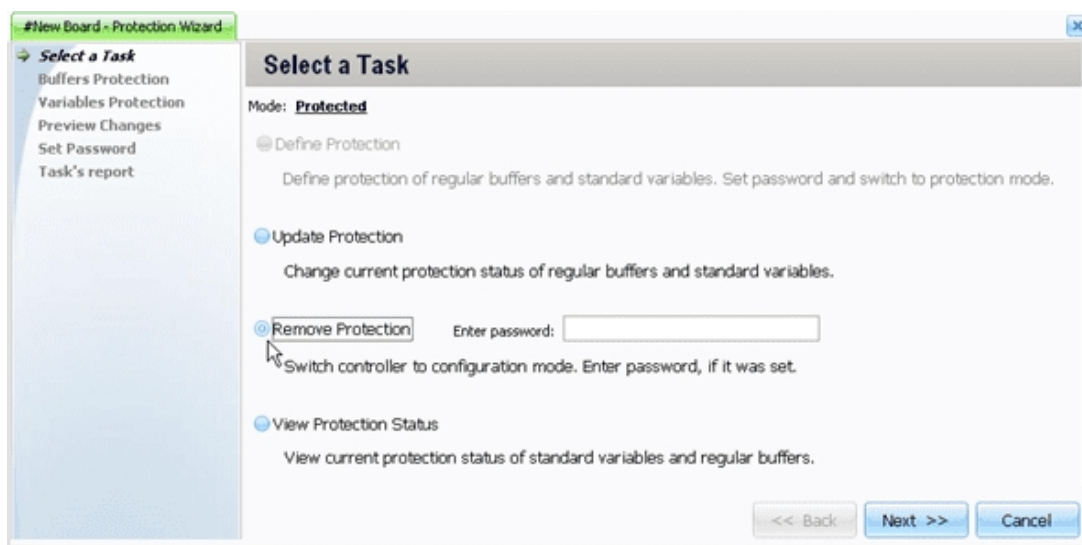 #New Board - Protection Wizard
Select a Task
Buffers Protection
Variables Protection
Preview Changes
Set Password
Task's report
Select a Task
Mode: Protected
Define Protection
Define protection of regular buffers and standard variables. Set password and switch to protection mode.
Update Protection
Change current protection status of regular buffers and standard variables.
Remove Protection Enter password:
Switch controller to configuration mode. Enter password, if it was set.
View Protection Status
View current protection status of standard variables and regular buffers.
<< Back Next >> Cancel